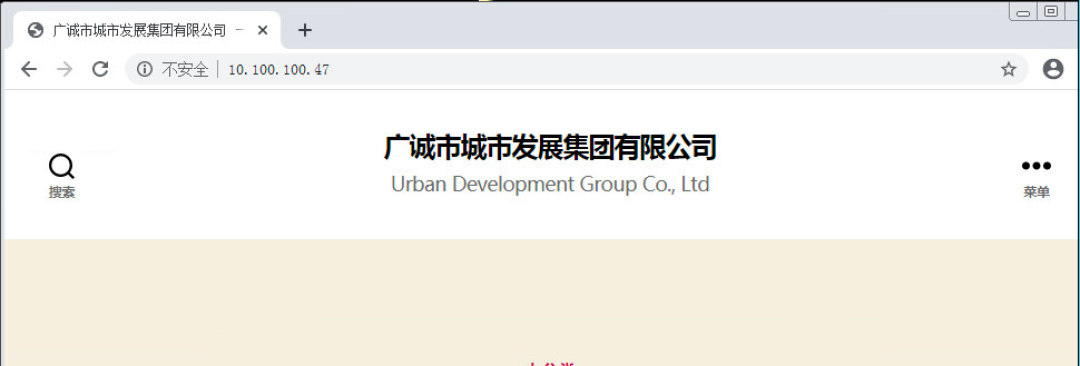 广诚市城市发展集团有限公司 –
不安全 10.100.100.47
广诚市城市发展集团有限公司
Urban Development Group Co., Ltd
搜索
菜单